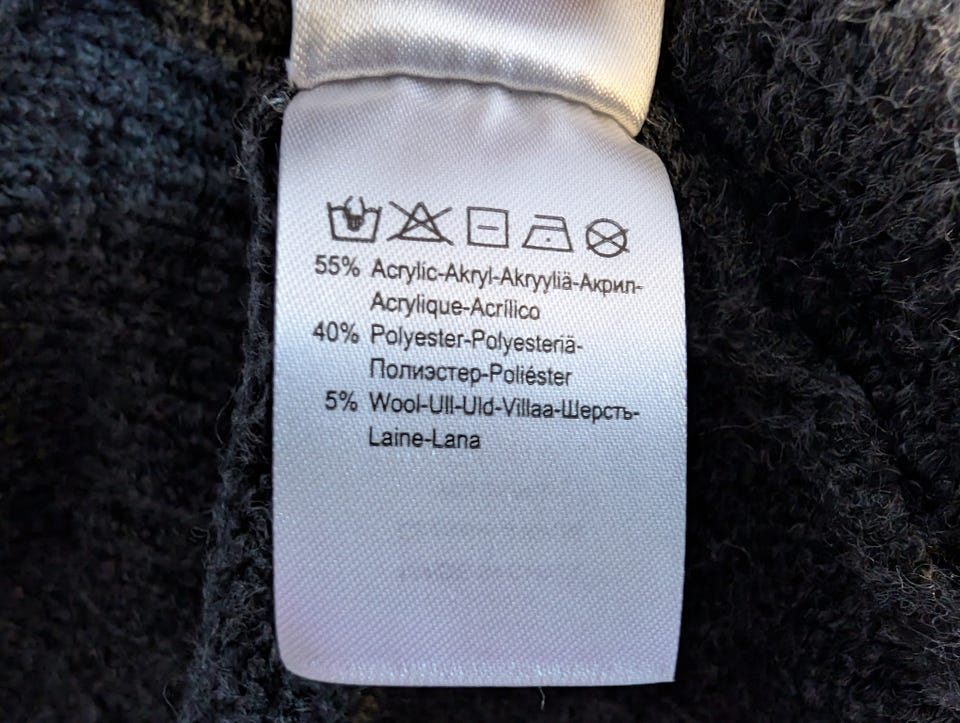 55% Acrylic-Akryl-Akryyliä-Акрил-
Acrylique-Acrílico
40% Polyester-Polyesteriä-
Полиэстер-Poliéster
5% Wool-Ull-Uld-Villaa-Шерсть-
Laine-Lana